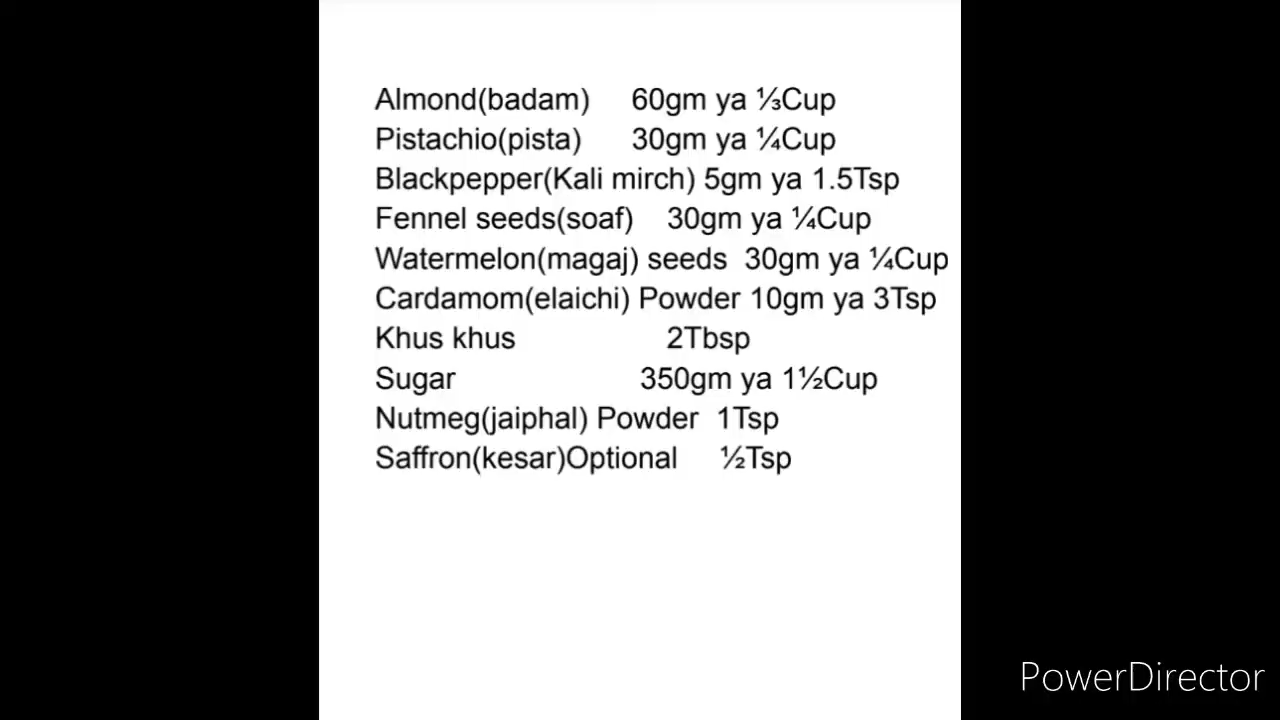 Almond(badam) 60gm ya ⅓Cup
Pistachio(pista) 30gm ya ¼Cup
Blackpepper(Kali mirch) 5gm ya 1.5Tsp
Fennel seeds(soaf) 30gm ya ¼Cup
Watermelon(magaj) seeds 30gm ya ¼Cup
Cardamom(elaichi) Powder 10gm ya 3Tsp
Khus khus 2Tbsp
Sugar 350gm ya 1½Cup
Nutmeg(jaiphal) Powder 1Tsp
Saffron(kesar)Optional ½Tsp
PowerDirector